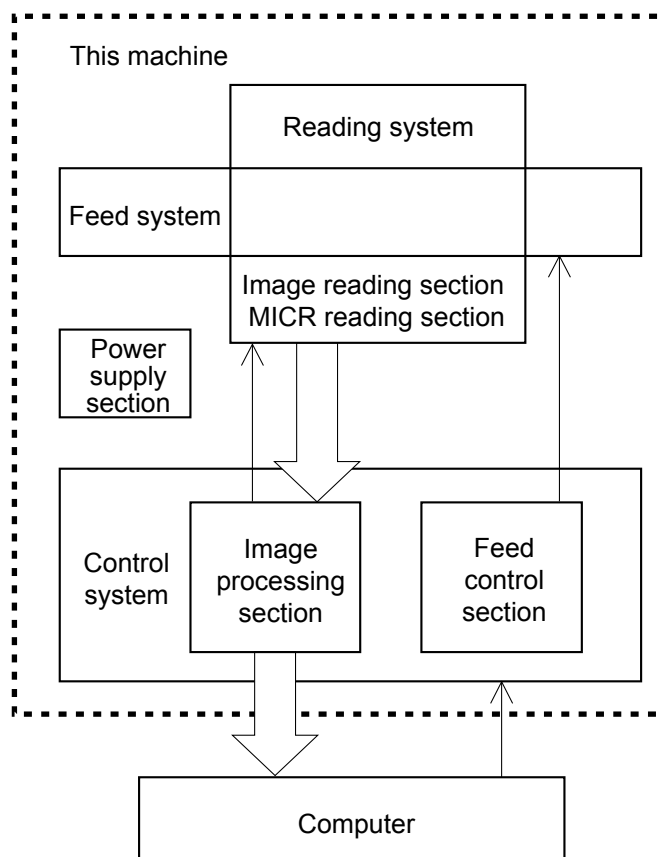 This machine
Reading system
Feed system
Image reading section
MICR reading section
Power
supply
section
Control
system
Image
processing
section
Feed
control
section
Computer